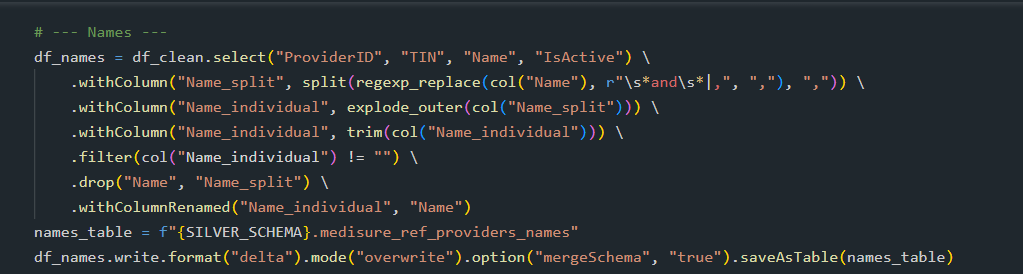 # --- Names ---
df_names = df_clean.select("ProviderID", "TIN", "Name", "IsActive") \
    .withColumn("Name_split", split(regexp_replace(col("Name"), r"\s*and\s*|,", ","), ",")) \
    .withColumn("Name_individual", explode_outer(col("Name_split"))) \
    .withColumn("Name_individual", trim(col("Name_individual"))) \
    .filter(col("Name_individual") != "") \
    .drop("Name", "Name_split") \
    .withColumnRenamed("Name_individual", "Name")
names_table = f"{SILVER_SCHEMA}.medisure_ref_providers_names"
df_names.write.format("delta").mode("overwrite").option("mergeSchema", "true").saveAsTable(names_table)